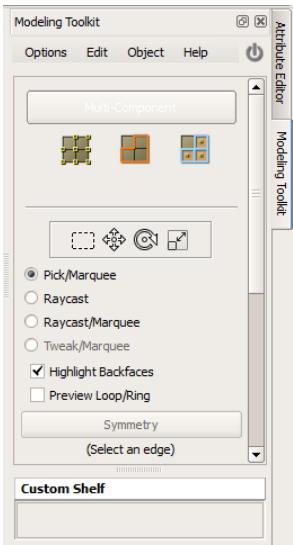 Modeling Toolkit
Options Edit Object Help
Multi-Component
Pick/Marquee
Raycast
Raycast/Marquee
Tweak/Marquee
Highlight Backfaces
Preview Loop/Ring
Symmetry
(Select an edge)
Custom Shelf
Attribute Editor
Modeling Toolkit